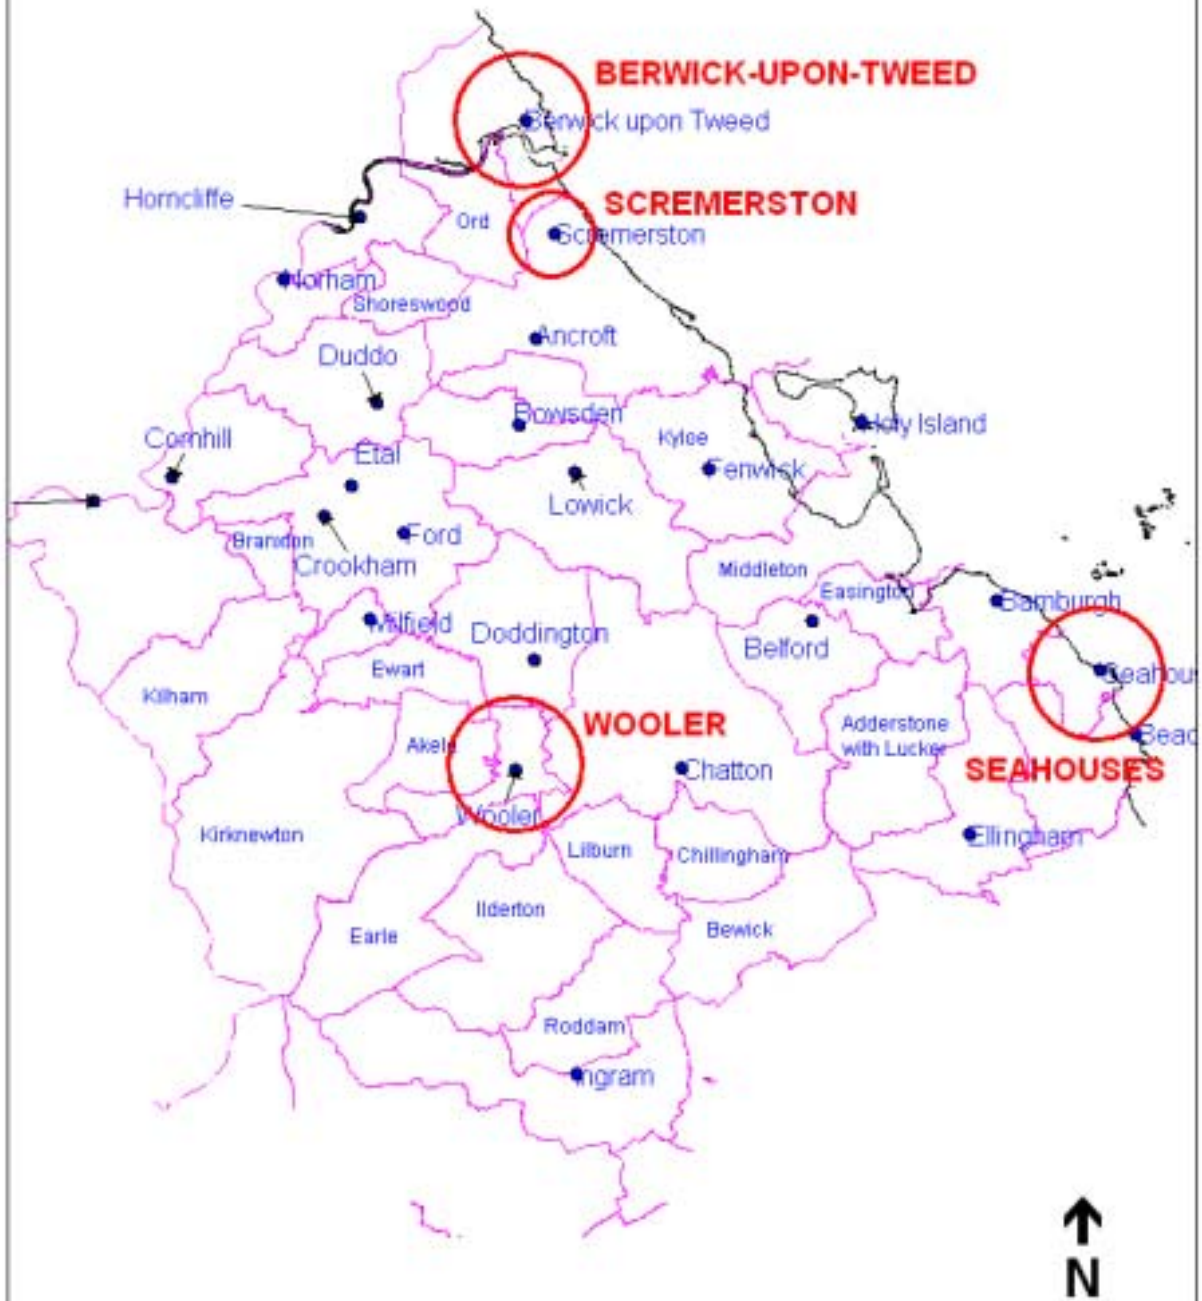 BERWICK-UPON-TWEED
Berwick upon Tweed
Horncliffe
SCREMERSTON
Ord
Scremerston
Norham
Shoreswood
Ancroft
Duddo
Bowsden
Holy Island
Cornhill
Kyloe
Etal
Fenwick
Lowick
Ford
Branxton
Crookham
Middleton
Easington
Bamburgh
Milfield
Doddington
Belford
Ewart
Seahou
Kilham
WOOLER
Adderstone
with Lucker
Akeld
Beac
Chatton
SEAHOUSES
Wooler
Kirknewton
Ellingham
Lilburn
Chillingham
Ilderton
Earle
Bewick
Roddam
Ingram
N